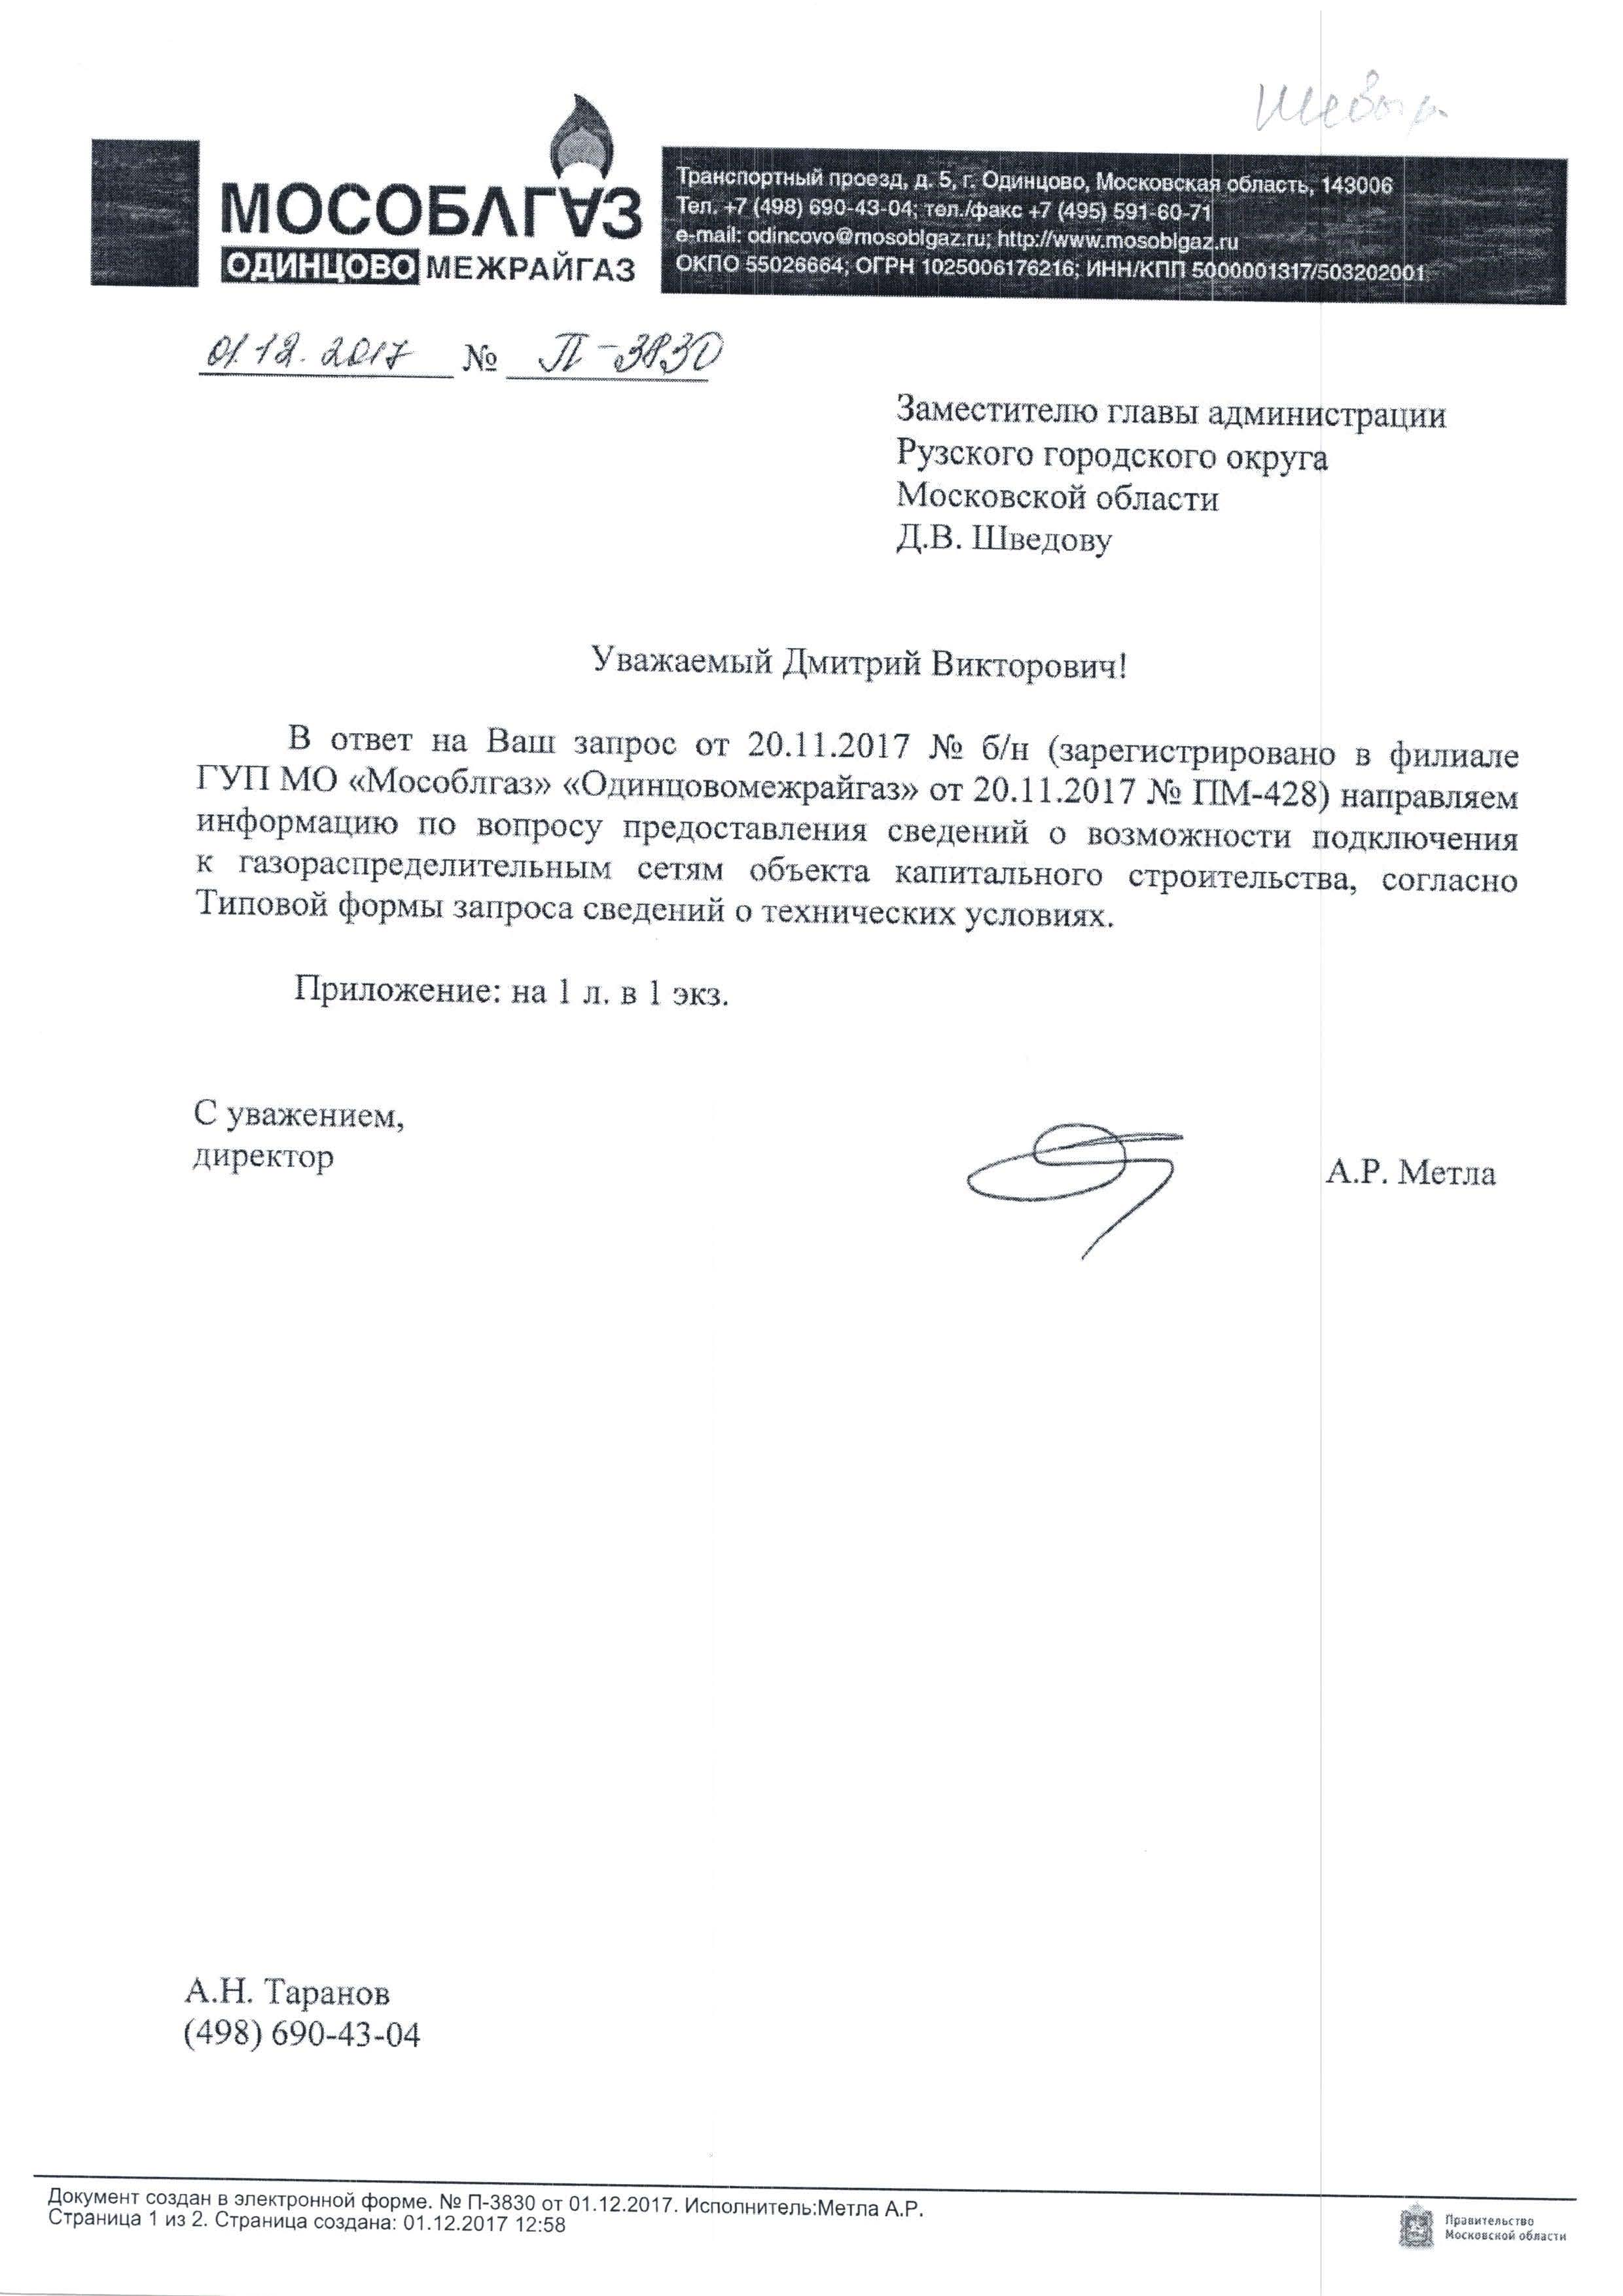 МОСОБЛГАЗ
ОДИНЦОВО МЕЖРАЙГАЗ
Транспортный проезд, д. 5, г. Одинцово, Московская область, 143006
Тел. +7 (498) 690-43-04; тел./факс +7 (495) 591-60-71
e-mail: odincovo@mosoblgaz.ru; http://www.mosoblgaz.ru
ОКПО 55026664; ОГРН 1025006176216; ИНН/КПП 5000001317/503202001
01.12.2017 № П-3830
Заместителю главы администрации
Рузского городского округа
Московской области
Д.В. Шведову
Уважаемый Дмитрий Викторович!
В ответ на Ваш запрос от 20.11.2017 № б/н (зарегистрировано в филиале
ГУП МО «Мособлгаз» «Одинцовомежрайгаз» от 20.11.2017 № ПМ-428) направляем
информацию по вопросу предоставления сведений о возможности подключения
к газораспределительным сетям объекта капитального строительства, согласно
Типовой формы запроса сведений о технических условиях.
Приложение: на 1 л. в 1 экз.
С уважением,
директор
А.Р. Метла
А.Н. Таранов
(498) 690-43-04
Документ создан в электронной форме. № П-3830 от 01.12.2017. Исполнитель:Метла А.Р.
Страница 1 из 2. Страница создана: 01.12.2017 12:58
Правительство
Московской области